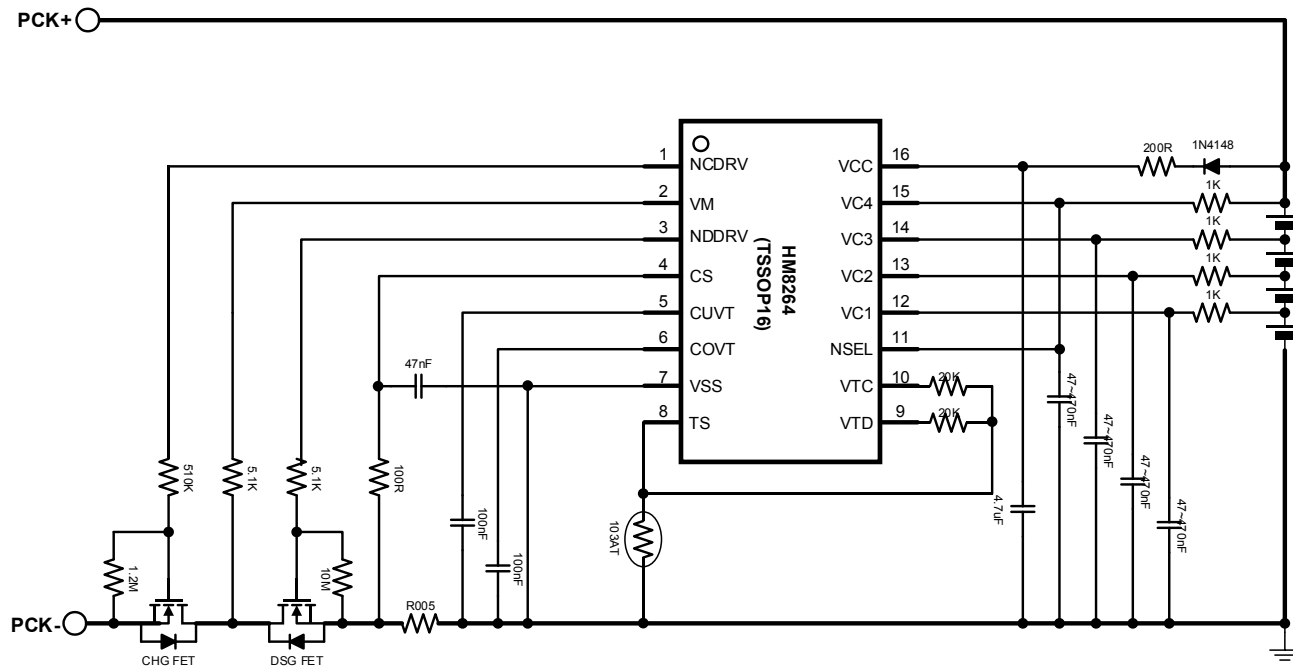 PCK+
1
NCDRV
2
VM
3
NDDRV
4
CS
5
CUVT
6
COVT
7
VSS
8
TS
HM8264
(TSSOP16)
16
VCC
15
VC4
14
VC3
13
VC2
12
VC1
11
NSEL
10
VTC
9
VTD
200R
1N4148
1K
1K
1K
1K
20K
20K
47nF
510K
5.1K
5.1K
100R
100nF
100nF
103AT
4.7uF
47~470nF
47~470nF
47~470nF
47~470nF
1.2M
10M
R005
PCK-
CHG FET
DSG FET